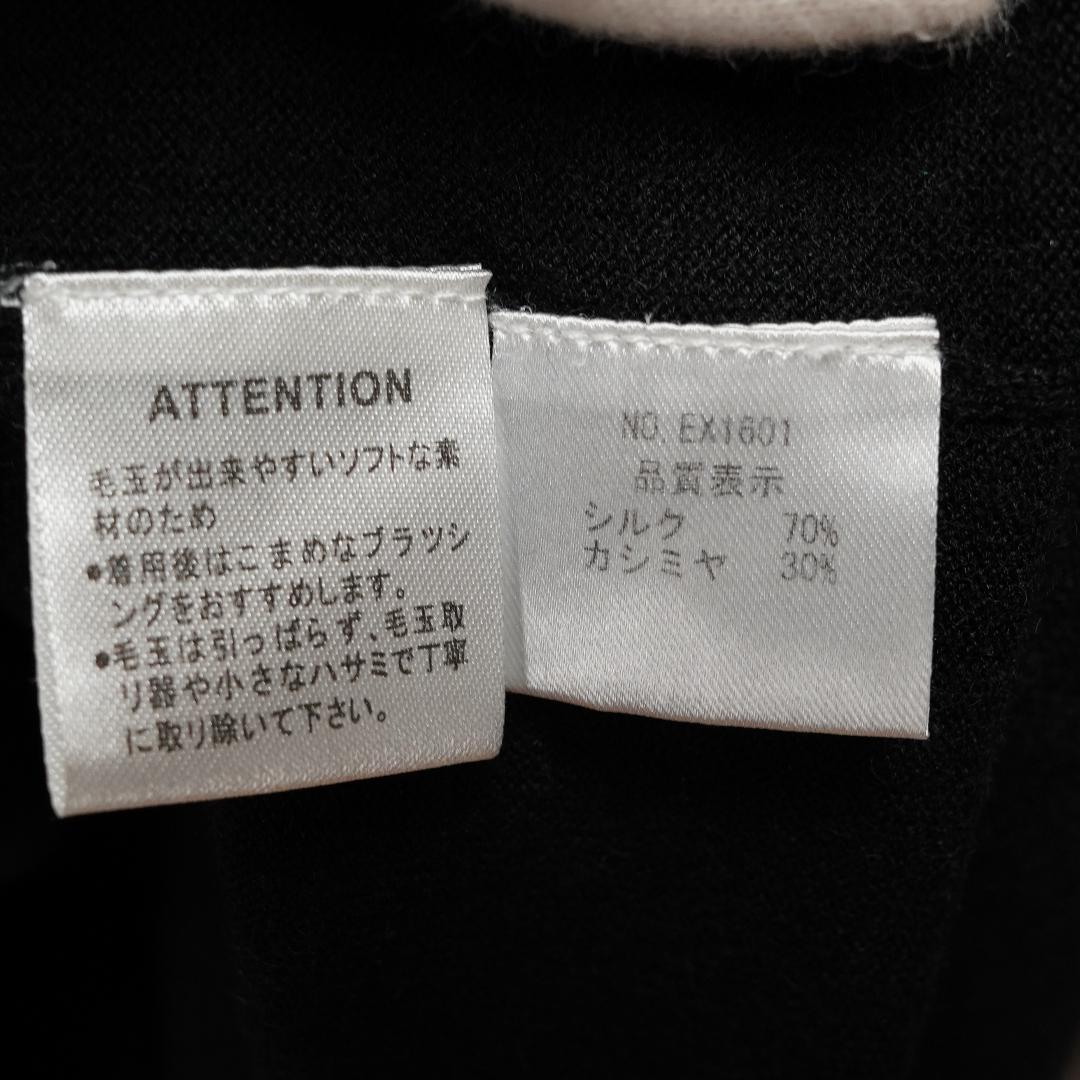 ATTENTION
毛玉が出来やすいソフトな素
材のため
•着用後はこまめなブラツシ
ングをおすすめします。
•毛玉は引っぱらず、毛玉取
リ器や小さなハサミで丁寧
に取り除いて下さい。
NO. EX1601
品質表示
シルク 70%
カシミヤ 30%